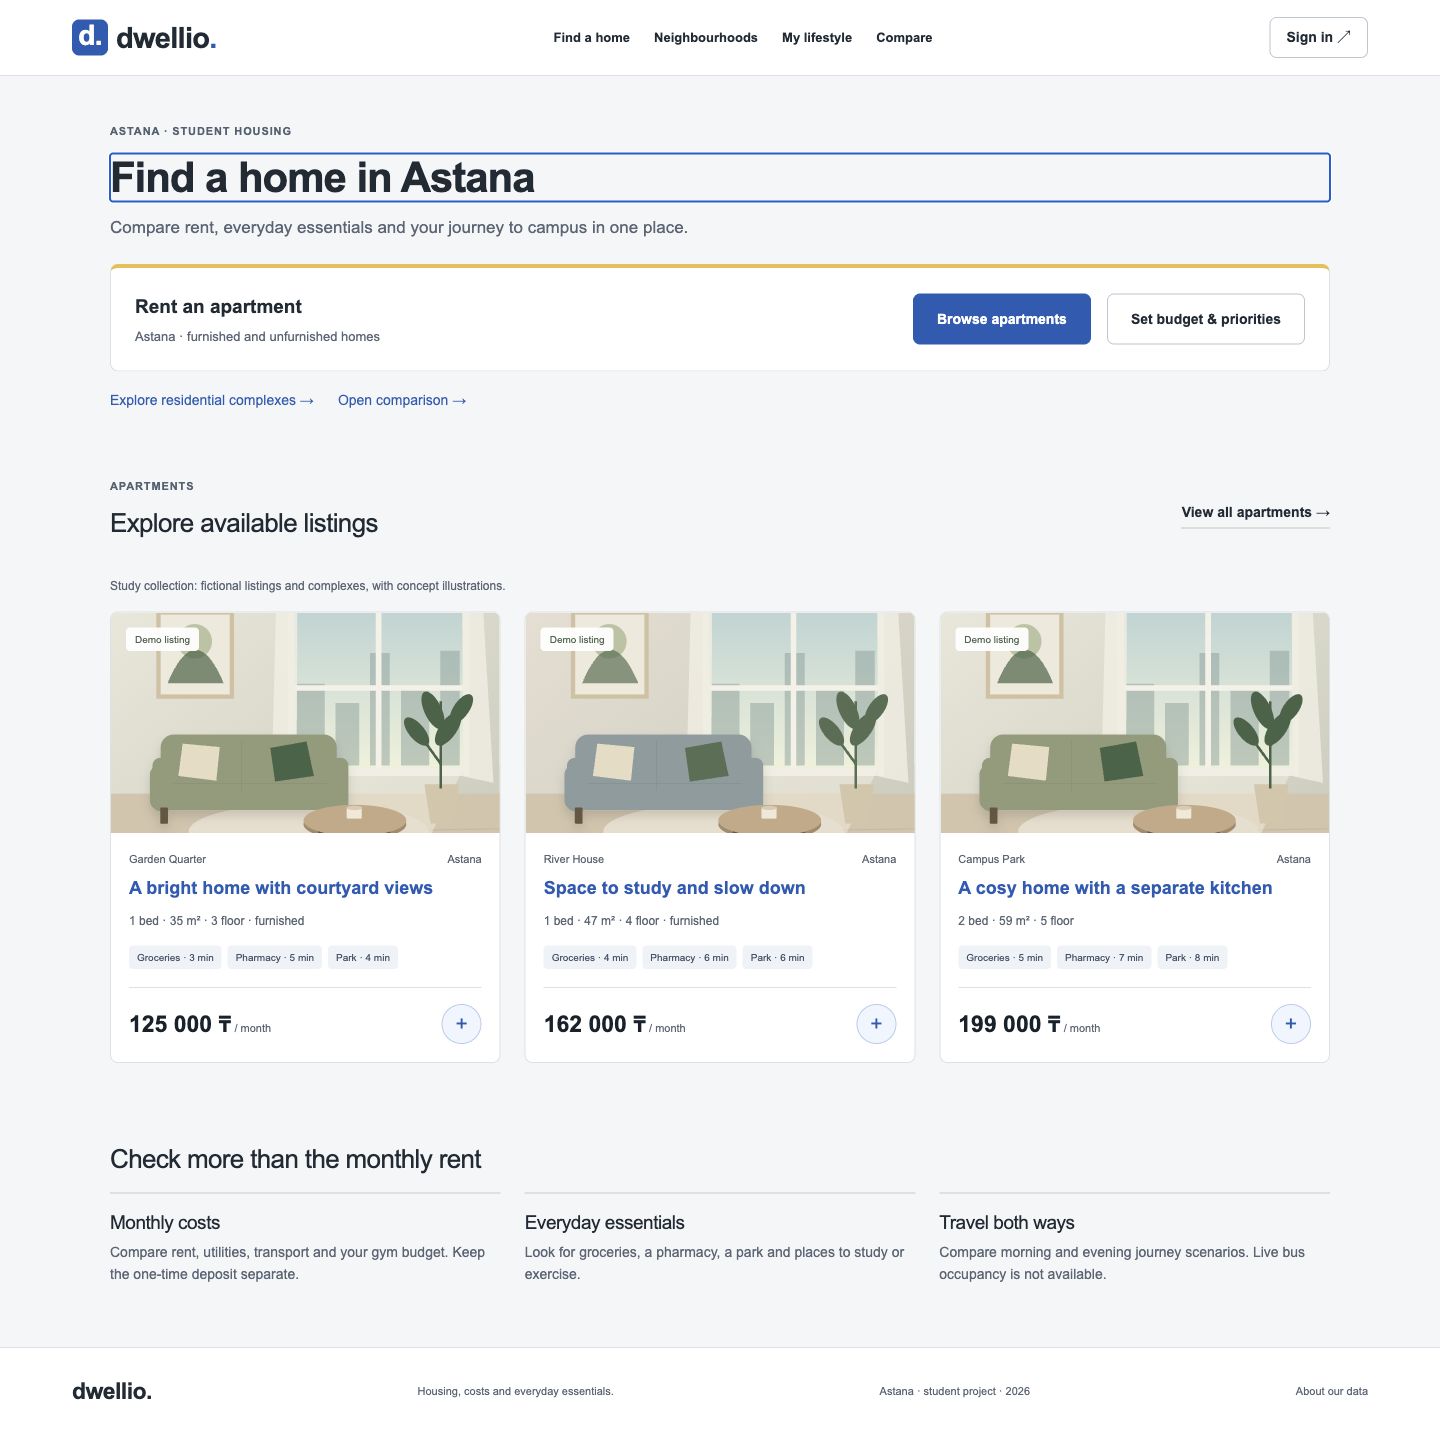 d. dwellio.
Find a home Neighbourhoods My lifestyle Compare
Sign in ↗
ASTANA · STUDENT HOUSING
Find a home in Astana
Compare rent, everyday essentials and your journey to campus in one place.
Rent an apartment
Astana · furnished and unfurnished homes
Browse apartments
Set budget & priorities
Explore residential complexes → Open comparison →
APARTMENTS
Explore available listings
View all apartments →
Study collection: fictional listings and complexes, with concept illustrations.
Demo listing
Garden Quarter Astana
A bright home with courtyard views
1 bed · 35 m² · 3 floor · furnished
Groceries · 3 min Pharmacy · 5 min Park · 4 min
125 000 ₸ / month +
Demo listing
River House Astana
Space to study and slow down
1 bed · 47 m² · 4 floor · furnished
Groceries · 4 min Pharmacy · 6 min Park · 6 min
162 000 ₸ / month +
Demo listing
Campus Park Astana
A cosy home with a separate kitchen
2 bed · 59 m² · 5 floor
Groceries · 5 min Pharmacy · 7 min Park · 8 min
199 000 ₸ / month +
Check more than the monthly rent
Monthly costs
Compare rent, utilities, transport and your gym budget. Keep
the one-time deposit separate.
Everyday essentials
Look for groceries, a pharmacy, a park and places to study or
exercise.
Travel both ways
Compare morning and evening journey scenarios. Live bus
occupancy is not available.
dwellio.
Housing, costs and everyday essentials.
Astana · student project · 2026
About our data